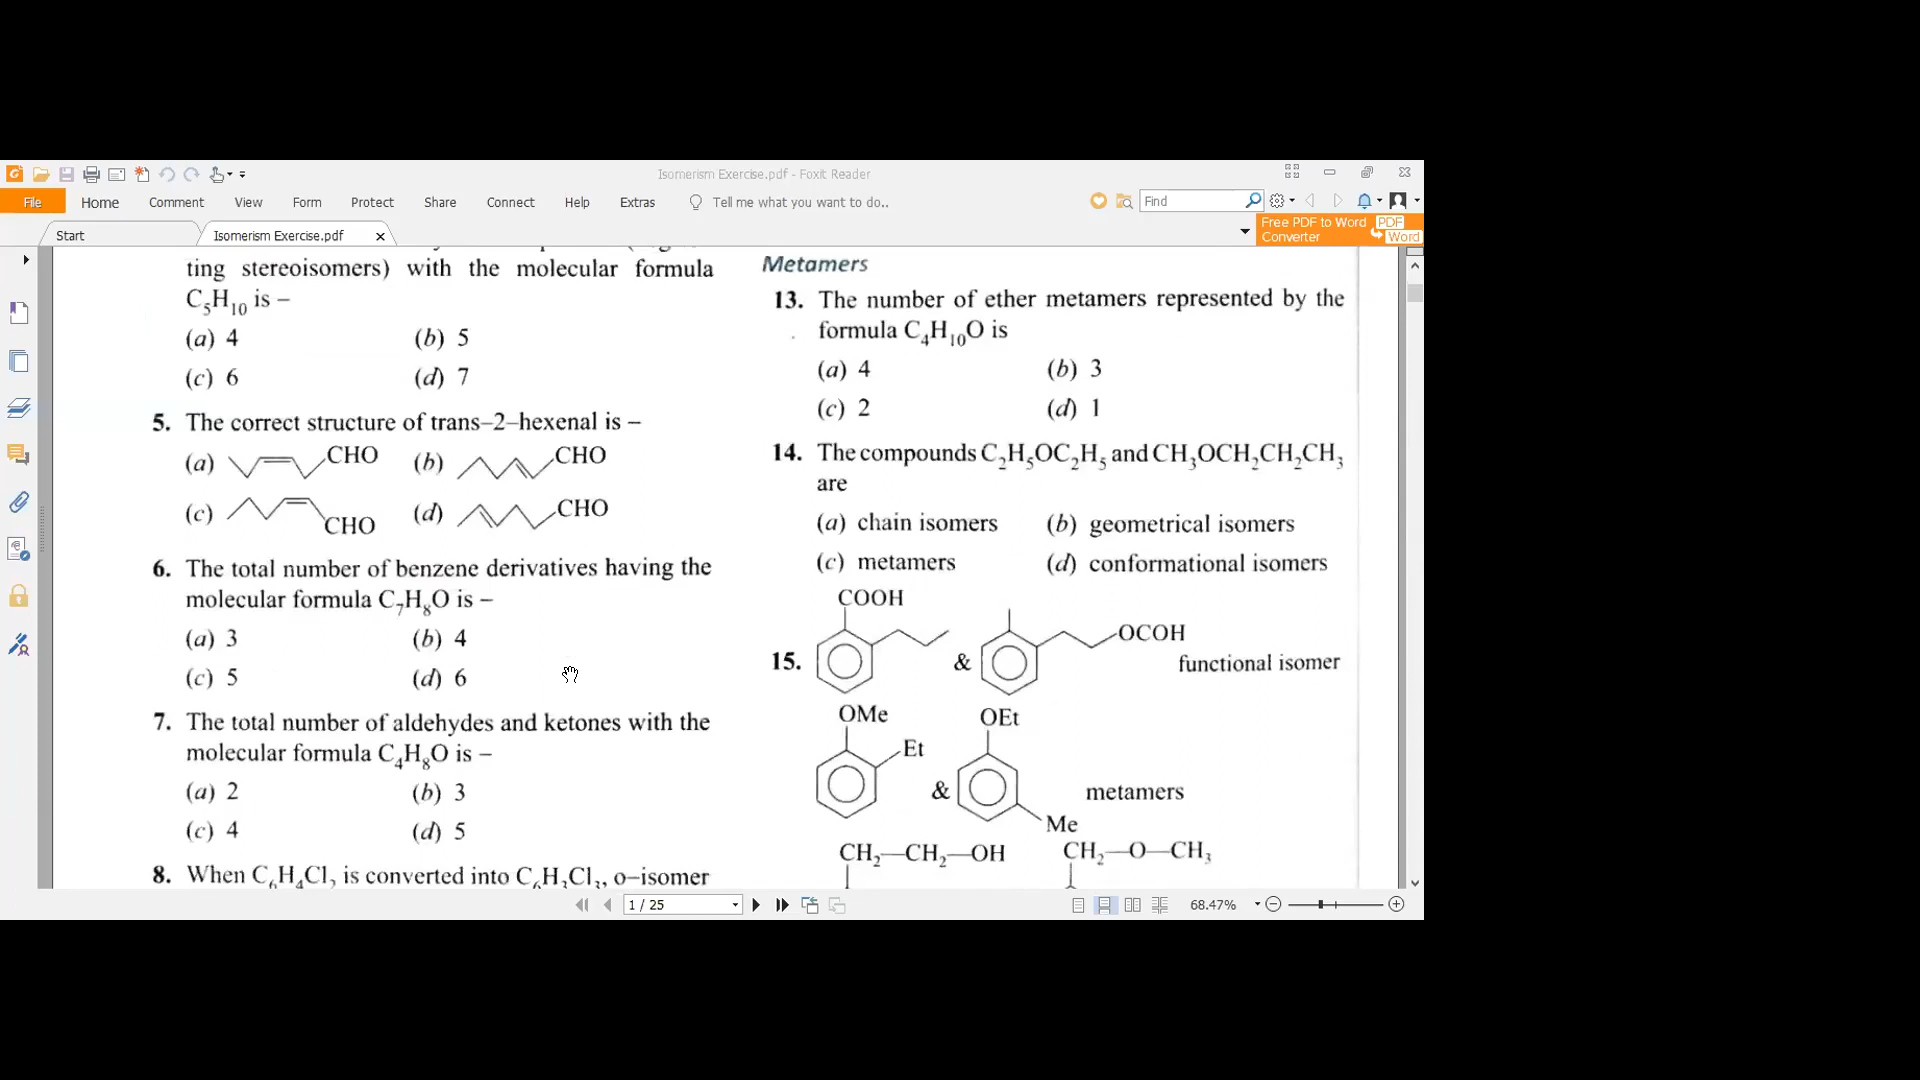 Isomerism Exercise.pdf - Foxit Reader
File Home Comment View Form Protect Share Connect Help Extras Tell me what you want to do.. Find
Free PDF to Word Converter PDF Word
Start Isomerism Exercise.pdf
ting stereoisomers) with the molecular formula
C₅H₁₀ is –
(a) 4 (b) 5
(c) 6 (d) 7
5. The correct structure of trans–2–hexenal is –
(a) CHO (b) CHO
(c) CHO (d) CHO
6. The total number of benzene derivatives having the
molecular formula C₇H₈O is –
(a) 3 (b) 4
(c) 5 (d) 6
7. The total number of aldehydes and ketones with the
molecular formula C₄H₈O is –
(a) 2 (b) 3
(c) 4 (d) 5
8. When C₆H₄Cl₂ is converted into C₆H₃Cl₃, o–isomer
Metamers
13. The number of ether metamers represented by the
formula C₄H₁₀O is
(a) 4 (b) 3
(c) 2 (d) 1
14. The compounds C₂H₅OC₂H₅ and CH₃OCH₂CH₂CH₃
are
(a) chain isomers (b) geometrical isomers
(c) metamers (d) conformational isomers
COOH
OCOH
15. & functional isomer
OMe OEt
Et
& metamers
Me
CH₂—CH₂—OH CH₂—O—CH₃
1 / 25 68.47%